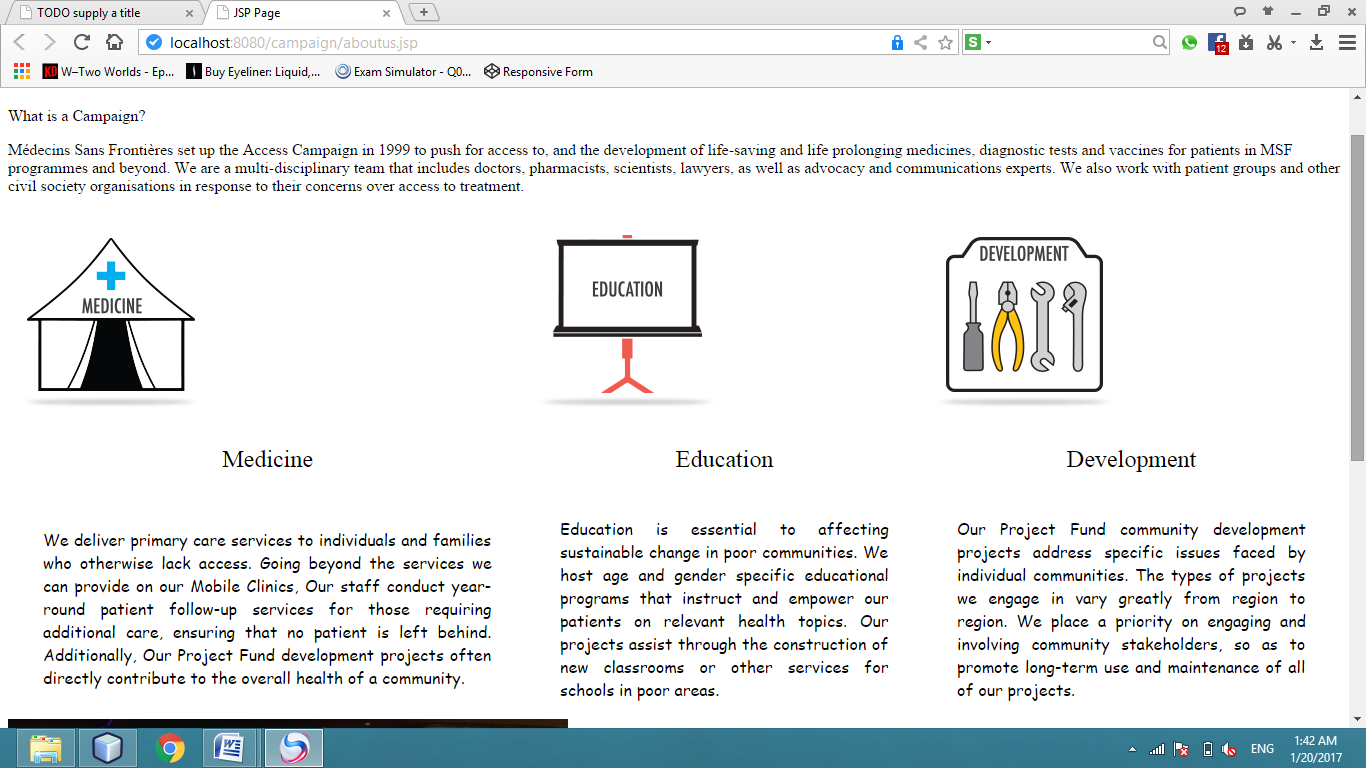 TODO supply a title
JSP Page
localhost:8080/campaign/aboutus.jsp
S
12
KD W–Two Worlds - Ep...
Buy Eyeliner: Liquid,...
Exam Simulator - Q0...
Responsive Form
What is a Campaign?
Médecins Sans Frontières set up the Access Campaign in 1999 to push for access to, and the development of life-saving and life prolonging medicines, diagnostic tests and vaccines for patients in MSF
programmes and beyond. We are a multi-disciplinary team that includes doctors, pharmacists, scientists, lawyers, as well as advocacy and communications experts. We also work with patient groups and other
civil society organisations in response to their concerns over access to treatment.
MEDICINE
EDUCATION
DEVELOPMENT
Medicine
Education
Development
We deliver primary care services to individuals and families
who otherwise lack access. Going beyond the services we
can provide on our Mobile Clinics, Our staff conduct year-
round patient follow-up services for those requiring
additional care, ensuring that no patient is left behind.
Additionally, Our Project Fund development projects often
directly contribute to the overall health of a community.
Education is essential to affecting
sustainable change in poor communities. We
host age and gender specific educational
programs that instruct and empower our
patients on relevant health topics. Our
projects assist through the construction of
new classrooms or other services for
schools in poor areas.
Our Project Fund community development
projects address specific issues faced by
individual communities. The types of projects
we engage in vary greatly from region to
region. We place a priority on engaging and
involving community stakeholders, so as to
promote long-term use and maintenance of all
of our projects.
ENG
1:42 AM
1/20/2017